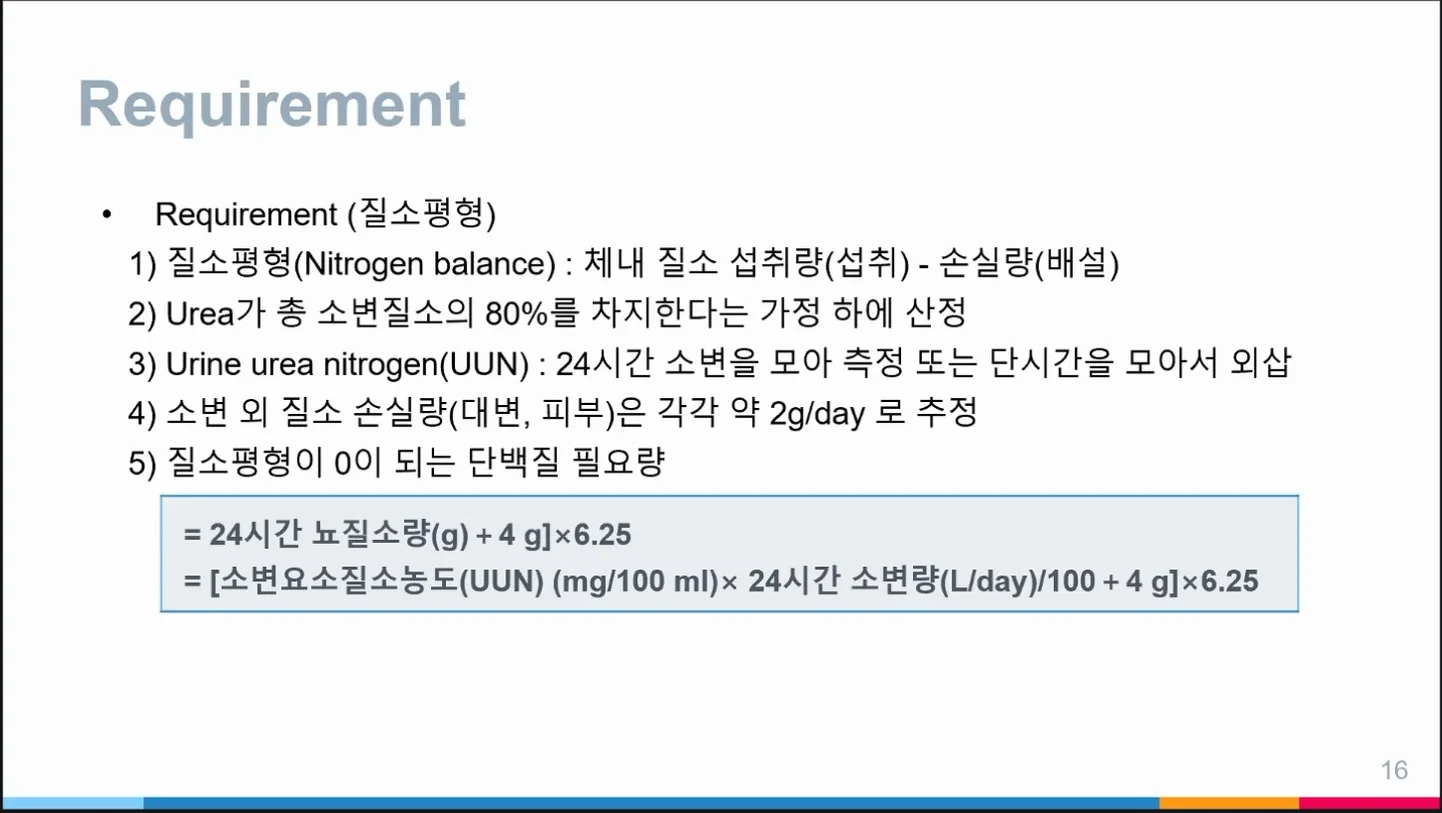 Requirement
• Requirement (질소평형)
1) 질소평형(Nitrogen balance) : 체내 질소 섭취량(섭취) - 손실량(배설)
2) Urea가 총 소변질소의 80%를 차지한다는 가정 하에 산정
3) Urine urea nitrogen(UUN) : 24시간 소변을 모아 측정 또는 단시간을 모아서 외삽
4) 소변 외 질소 손실량(대변, 피부)은 각각 약 2g/day 로 추정
5) 질소평형이 0이 되는 단백질 필요량
= 24시간 뇨질소량(g) + 4 g]×6.25
= [소변요소질소농도(UUN) (mg/100 ml)× 24시간 소변량(L/day)/100 + 4 g]×6.25
16